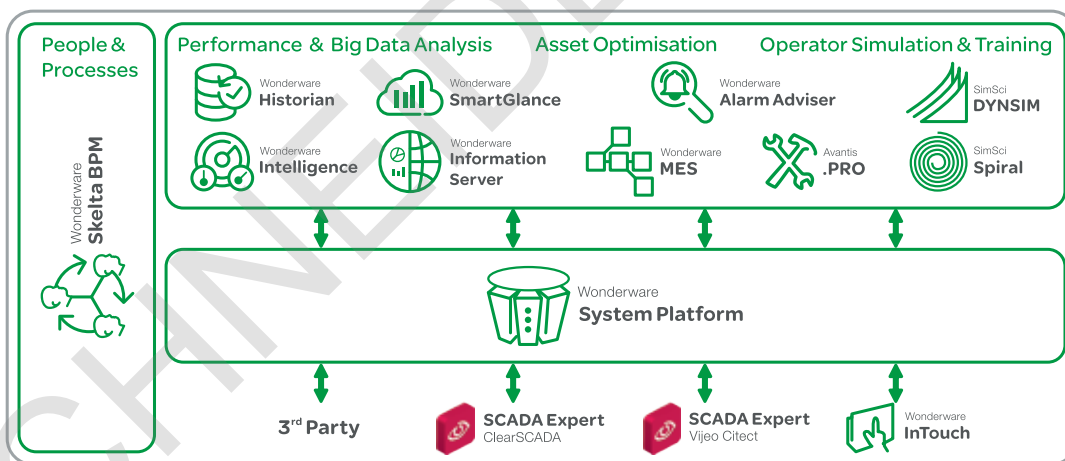 People &
Processes
Wonderware
Skelta BPM
Performance & Big Data Analysis
Asset Optimisation
Operator Simulation & Training
Wonderware
Historian
Wonderware
SmartGlance
Wonderware
Alarm Adviser
SimSci
DYNSIM
Wonderware
Intelligence
Wonderware
Information
Server
Wonderware
MES
Avantis
.PRO
SimSci
Spiral
Wonderware
System Platform
3rd Party
SCADA Expert
ClearSCADA
SCADA Expert
Vijeo Citect
Wonderware
InTouch